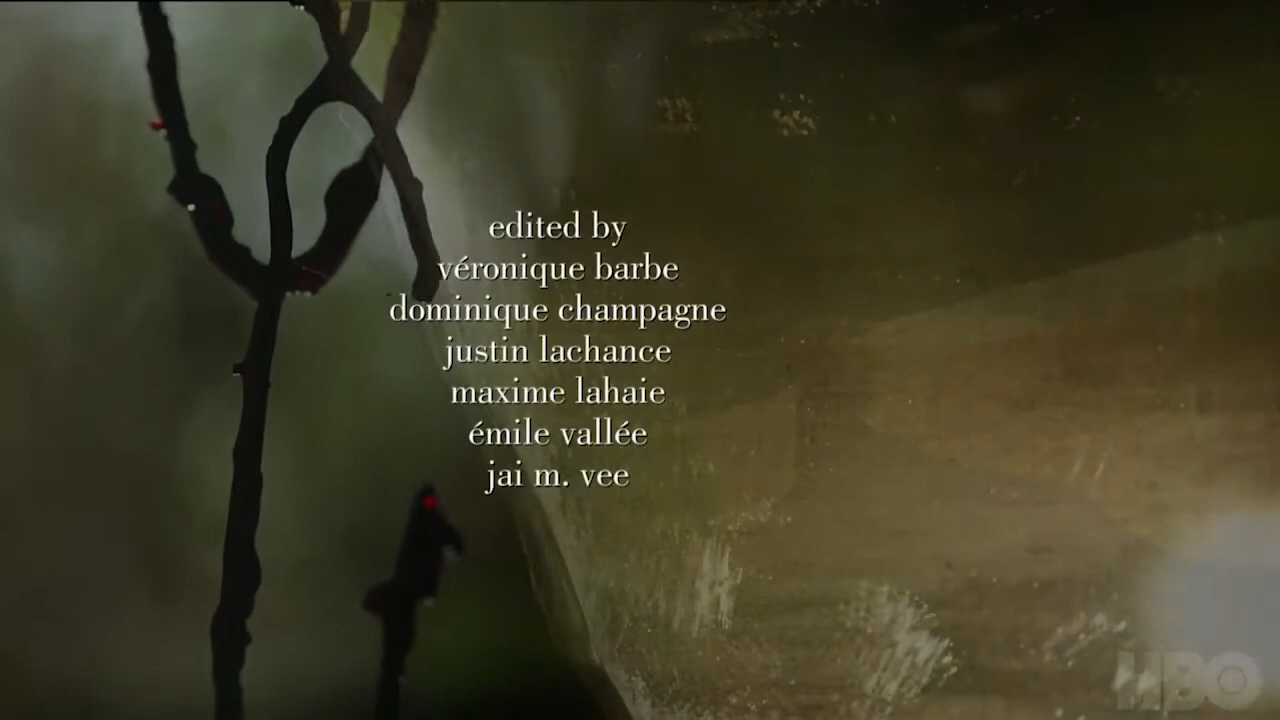 edited by
véronique barbe
dominique champagne
justin lachance
maxime lahaie
émile vallée
jai m. vee
HBO